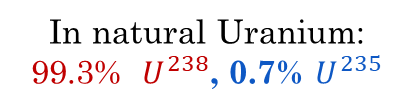 In natural Uranium:
99.3% U²³⁸, 0.7% U²³⁵